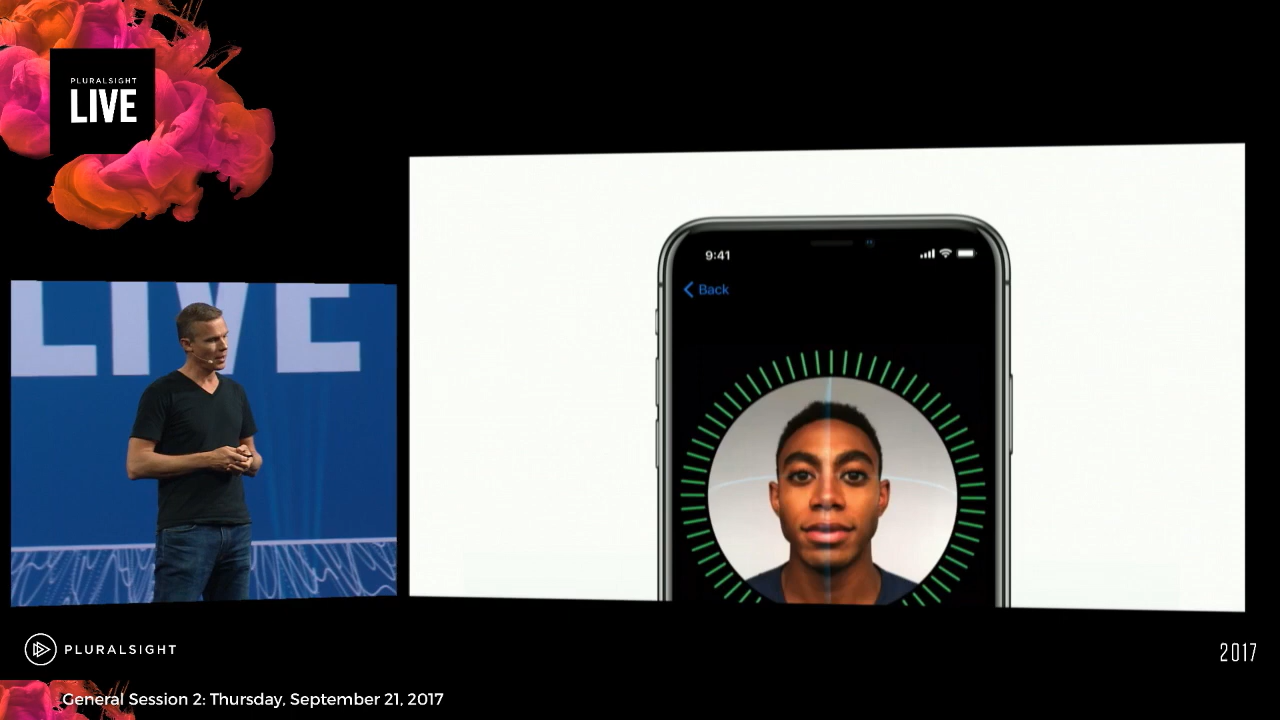 PLURALSIGHT
LIVE
LIVE
9:41
Back
PLURALSIGHT
2017
General Session 2: Thursday, September 21, 2017